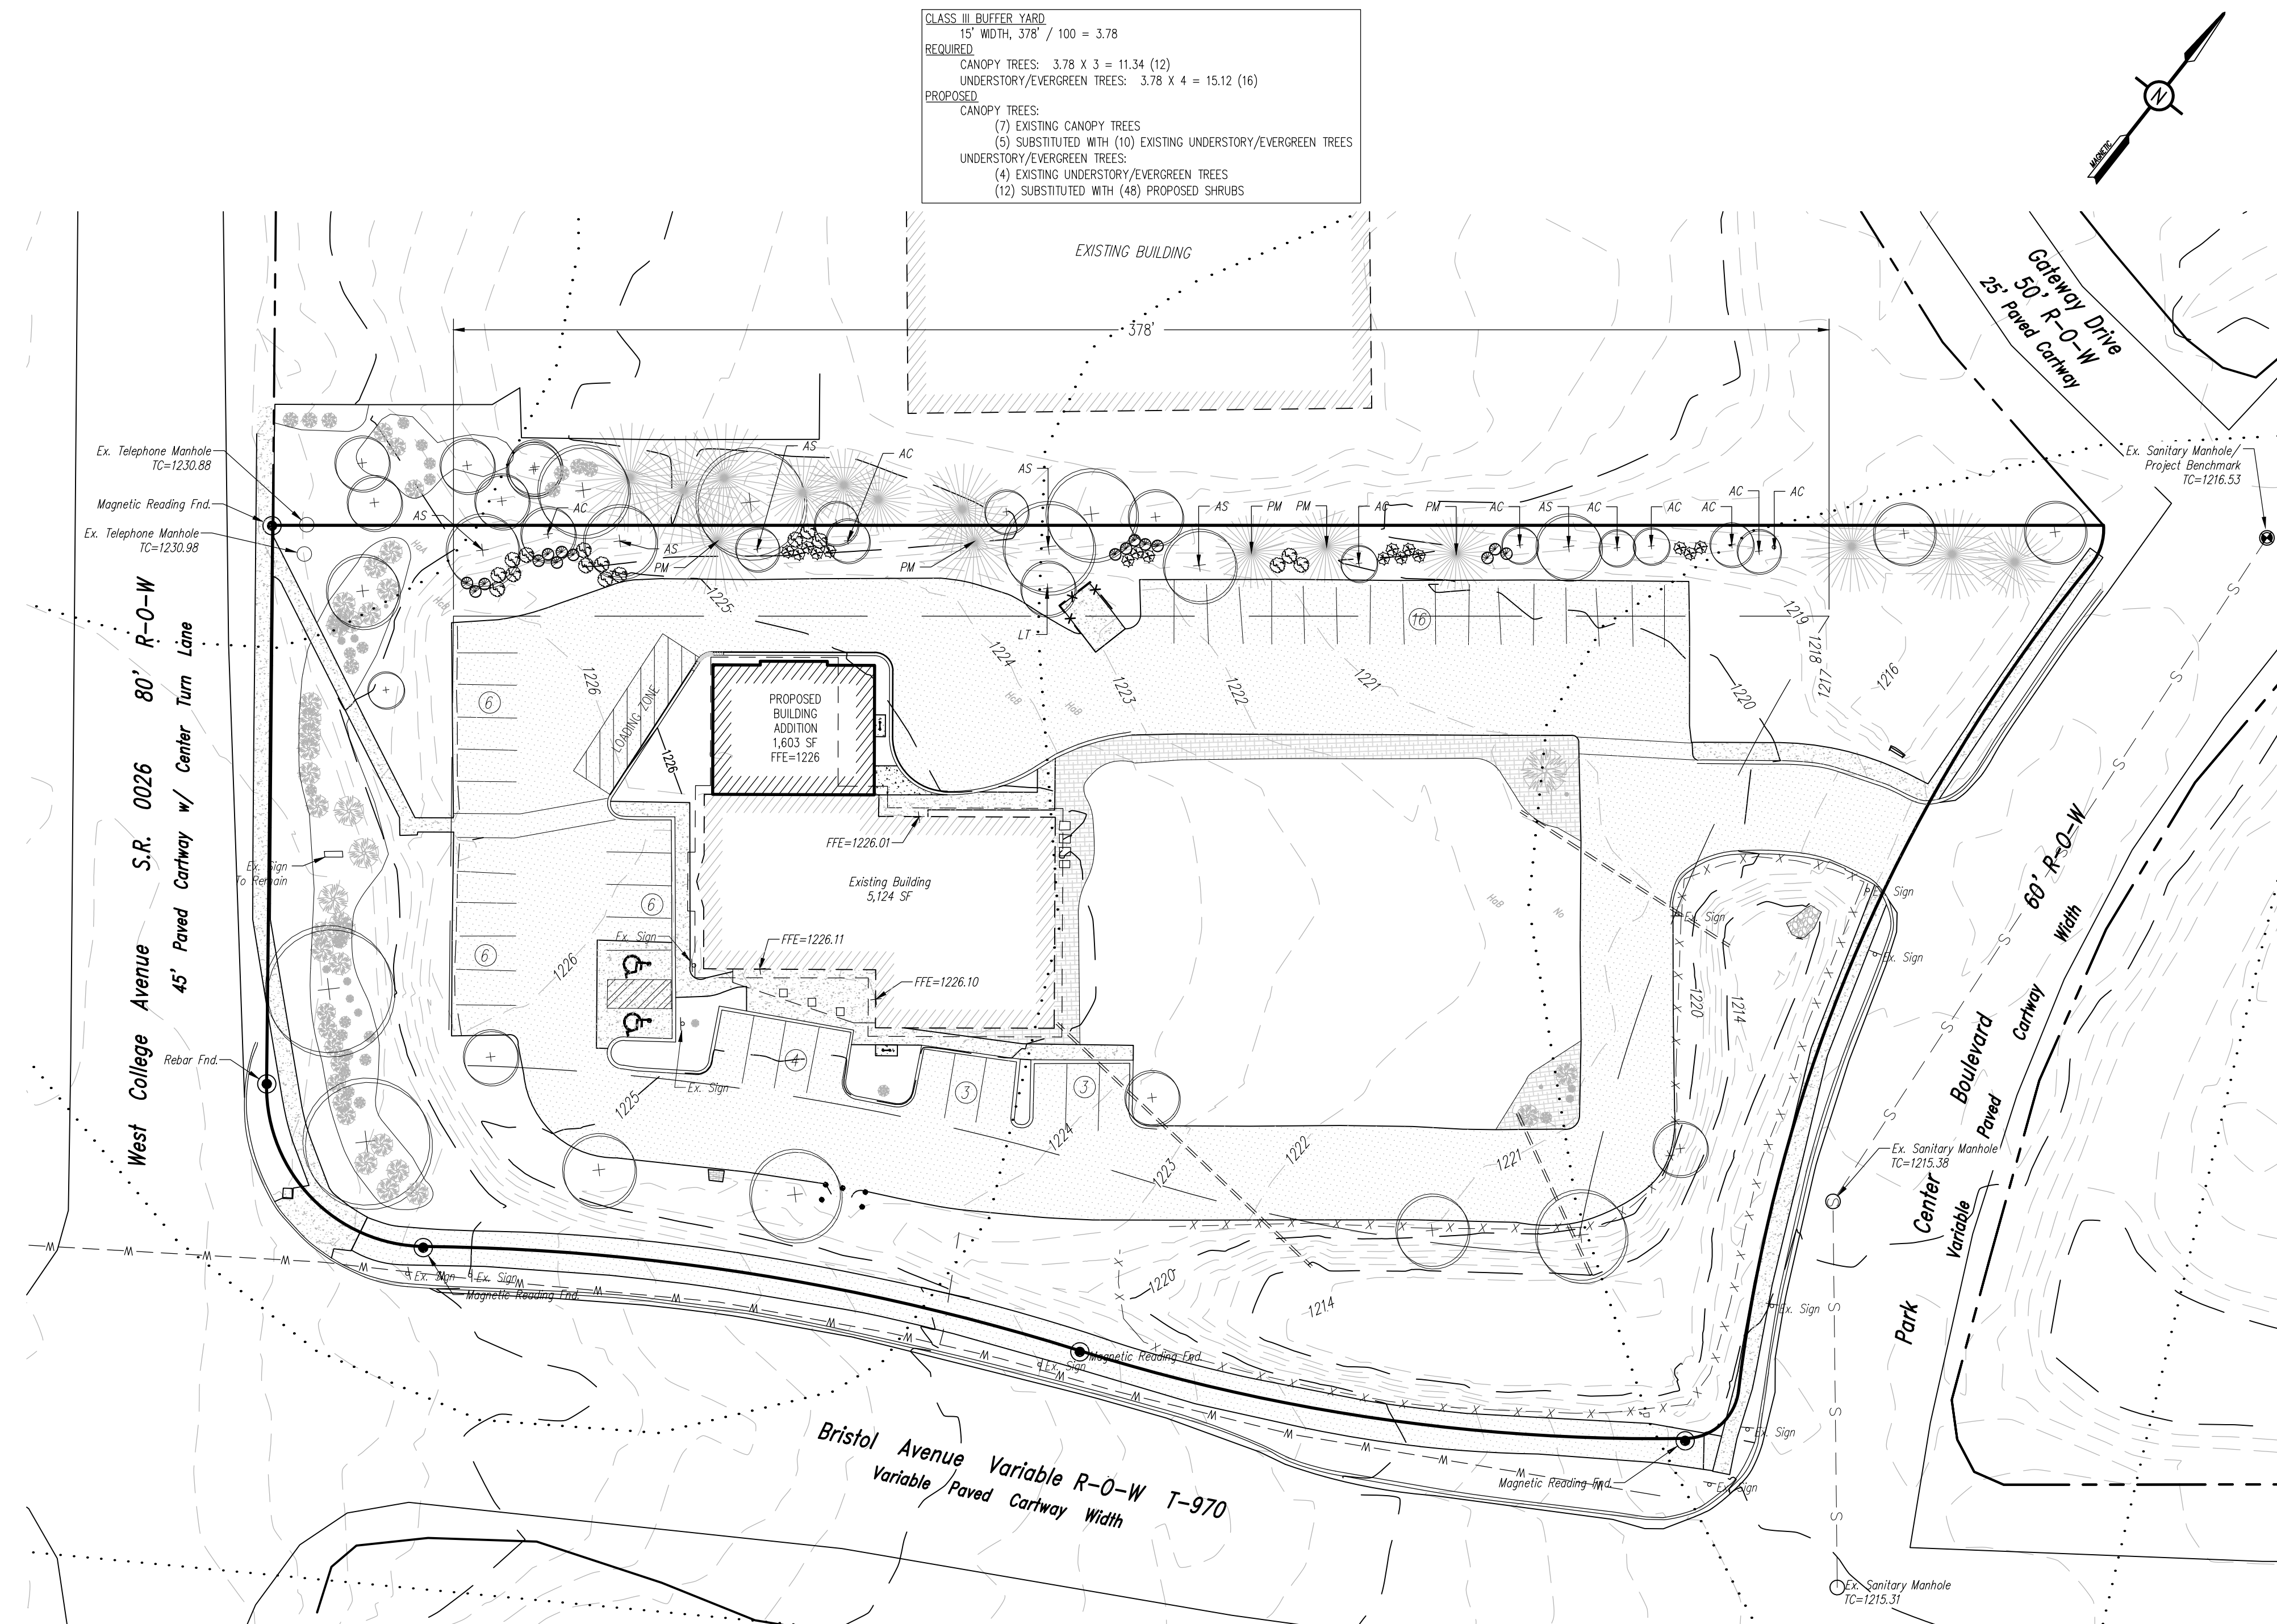 CLASS III BUFFER YARD
15' WIDTH, 378' / 100 = 3.78
REQUIRED
CANOPY TREES: 3.78 X 3 = 11.34 (12)
UNDERSTORY/EVERGREEN TREES: 3.78 X 4 = 15.12 (16)
PROPOSED
CANOPY TREES:
(7) EXISTING CANOPY TREES
(5) SUBSTITUTED WITH (10) EXISTING UNDERSTORY/EVERGREEN TREES
UNDERSTORY/EVERGREEN TREES:
(4) EXISTING UNDERSTORY/EVERGREEN TREES
(12) SUBSTITUTED WITH (48) PROPOSED SHRUBS
N
MAGNETIC
EXISTING BUILDING
Gateway Drive
50' R-O-W
25' Paved Cartway
378'
Ex. Telephone Manhole
TC=1230.88
Magnetic Reading Fnd.
Ex. Telephone Manhole
TC=1230.98
Ex. Sanitary Manhole/
Project Benchmark
TC=1216.53
AS
AC
AS
AC
AS
AC
AS
PM
PM
AS
PM
PM
AC
PM
AC
AS
AC
AC
AC
AC
AC
LT
HaA
HcB
1225
1224
1223
1222
1221
1220
1219
1218
1217
1216
16
West College Avenue S.R. 0026 80' R-O-W
45' Paved Cartway w/ Center Turn Lane
6
1226
LOADING ZONE
1226
PROPOSED
BUILDING
ADDITION
1,603 SF
FFE=1226
HcB
HaB
FFE=1226.01
Existing Building
5,124 SF
Ex. Sign
To Remain
6
6
1226
Ex. Sign
FFE=1226.11
FFE=1226.10
HaB
No
Ex. Sign
Ex. Sign
Ex. Sign
1220
1214
Park Center Boulevard 60' R-O-W
Variable Paved Cartway Width
Rebar Fnd.
4
3
3
Ex. Sign
1225
1224
1223
1222
1221
Ex. Sanitary Manhole
TC=1215.38
Ex. Sign
Ex. Sign
Magnetic Reading Fnd.
1220
1214
Ex. Sign
Magnetic Reading Fnd.
Ex. Sign
Ex. Sign
Magnetic Reading Fnd.
Ex. Sign
Bristol Avenue Variable R-O-W T-970
Variable Paved Cartway Width
Ex. Sanitary Manhole
TC=1215.31